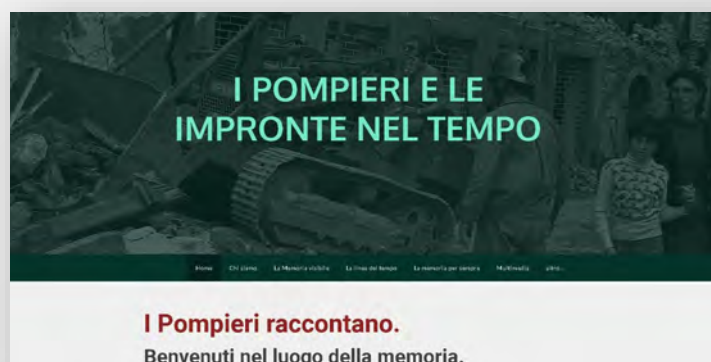 I POMPIERI E LE
IMPRONTE NEL TEMPO
Home Chi siamo La Memoria visibile La linea del tempo La memoria per sempre Multimedia altro...
I Pompieri raccontano.
Benvenuti nel luogo della memoria.